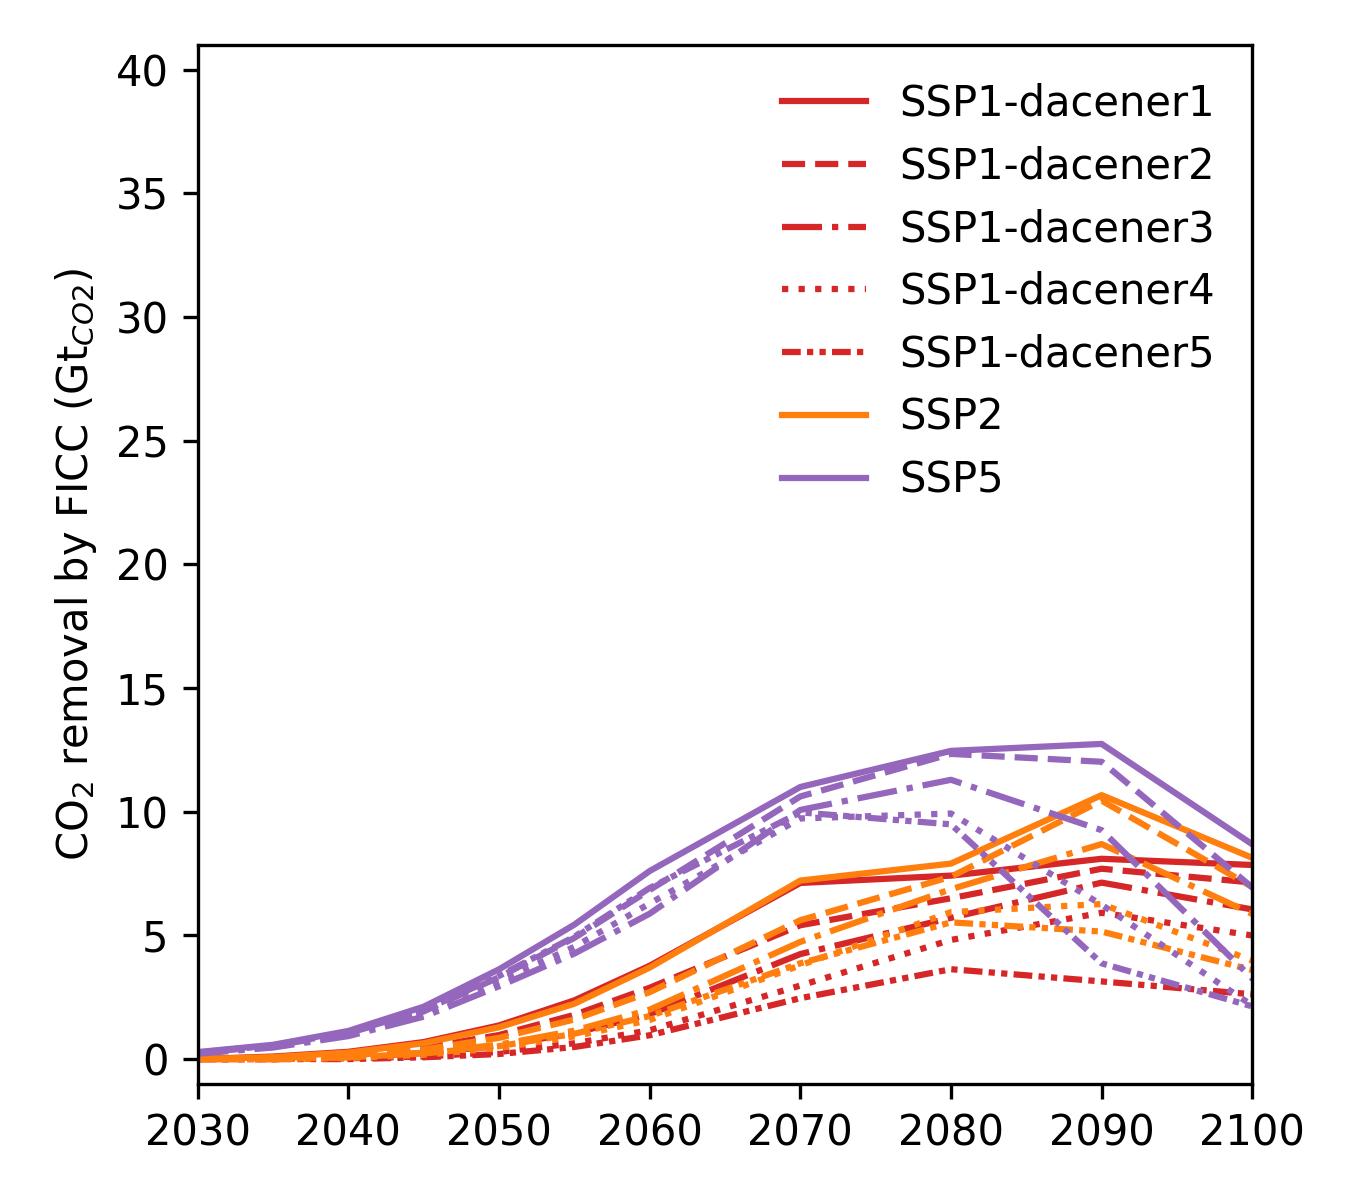 CO2 removal by FICC (GtCO2)
40
35
30
25
20
15
10
5
0
2030 2040 2050 2060 2070 2080 2090 2100
SSP1-dacener1
SSP1-dacener2
SSP1-dacener3
SSP1-dacener4
SSP1-dacener5
SSP2
SSP5